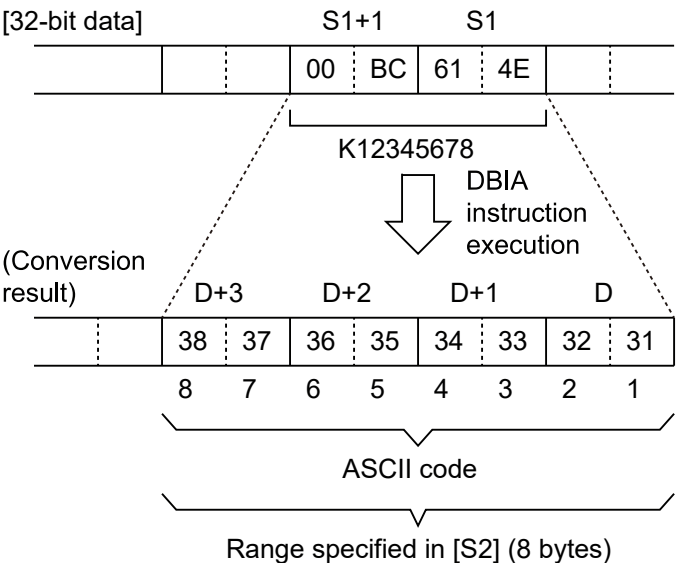 [32-bit data] S1+1 S1
00 BC 61 4E
K12345678
DBIA
instruction
execution
(Conversion
result) D+3 D+2 D+1 D
38 37 36 35 34 33 32 31
8 7 6 5 4 3 2 1
ASCII code
Range specified in [S2] (8 bytes)